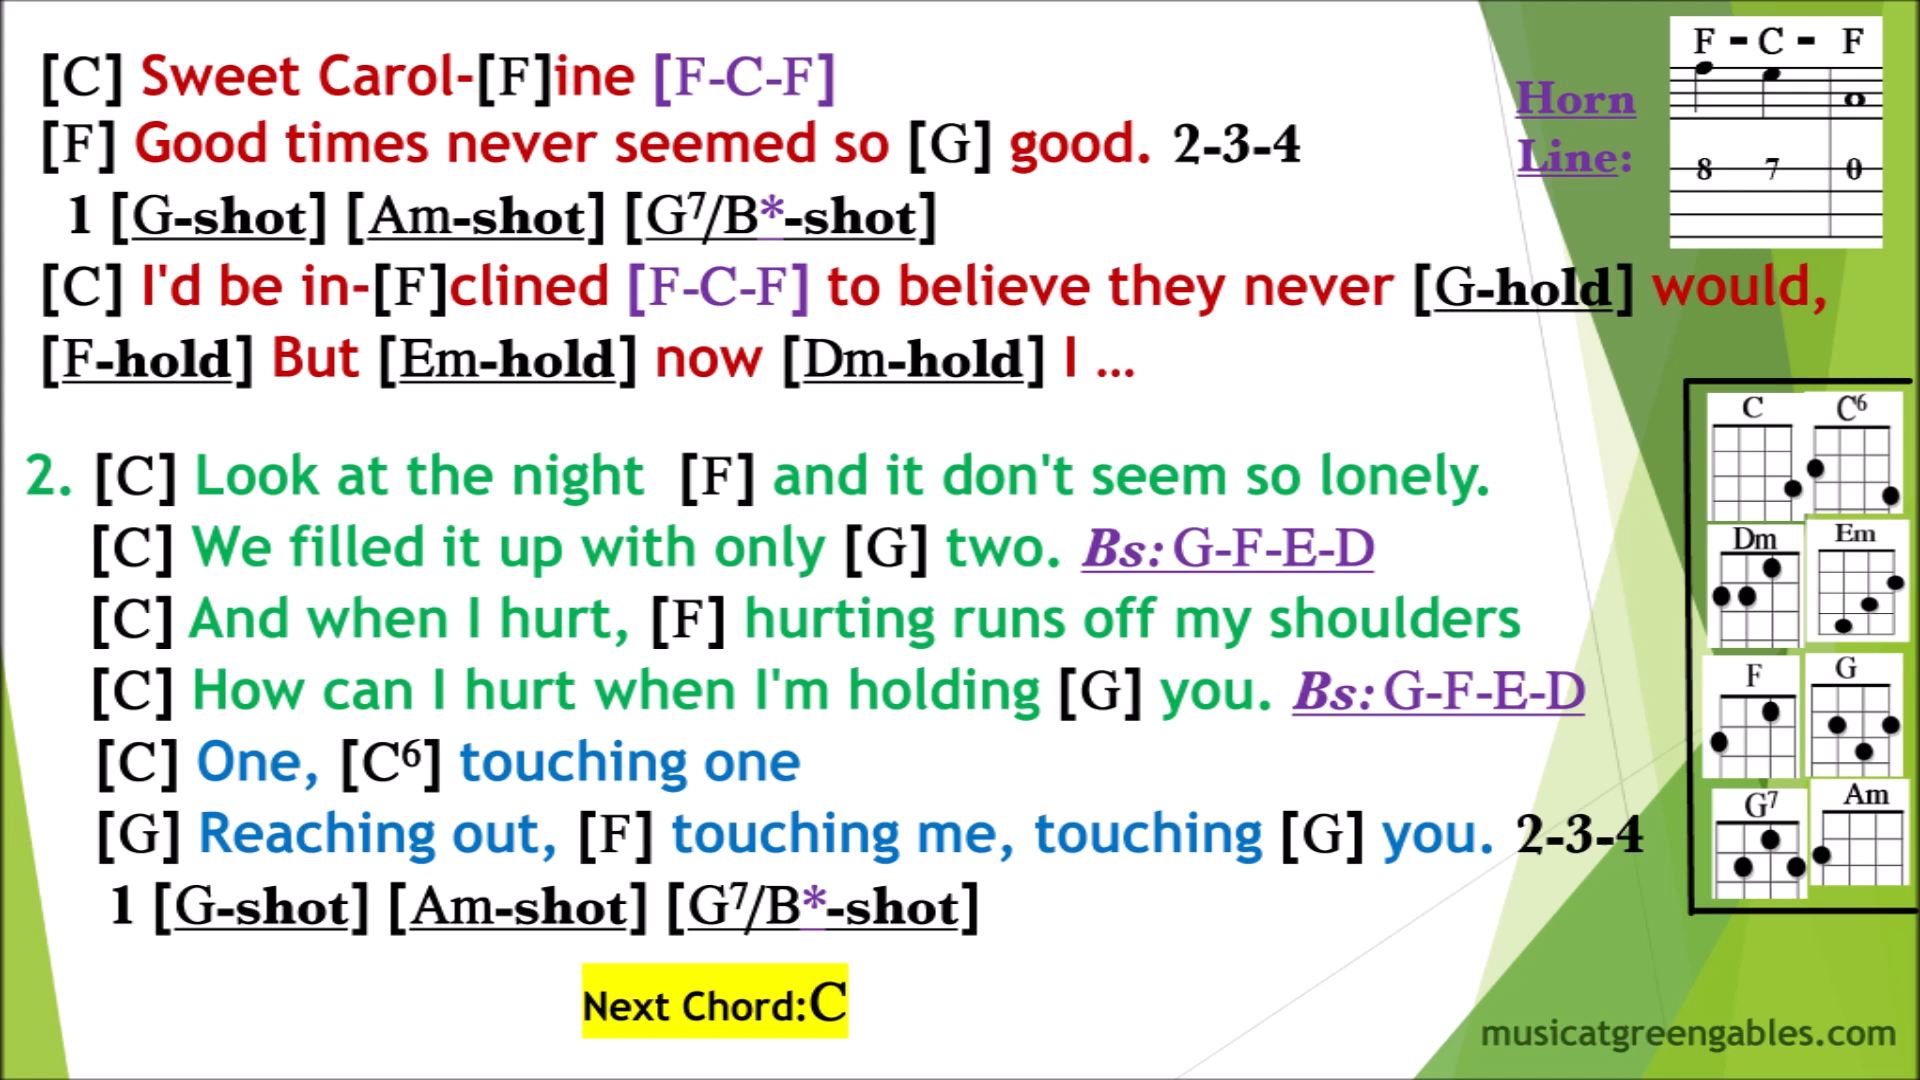 [C] Sweet Carol-[F]ine [F-C-F]
[F] Good times never seemed so [G] good. 2-3-4
1 [G-shot] [Am-shot] [G⁷/B*-shot]
[C] I'd be in-[F]clined [F-C-F] to believe they never [G-hold] would,
[F-hold] But [Em-hold] now [Dm-hold] I ...
2. [C] Look at the night [F] and it don't seem so lonely.
[C] We filled it up with only [G] two. Bs: G-F-E-D
[C] And when I hurt, [F] hurting runs off my shoulders
[C] How can I hurt when I'm holding [G] you. Bs: G-F-E-D
[C] One, [C⁶] touching one
[G] Reaching out, [F] touching me, touching [G] you. 2-3-4
1 [G-shot] [Am-shot] [G⁷/B*-shot]
Next Chord:C
Horn
Line:
F - C - F
8 7 0
C C⁶
Dm Em
F G
G⁷ Am
musicatgreengables.com